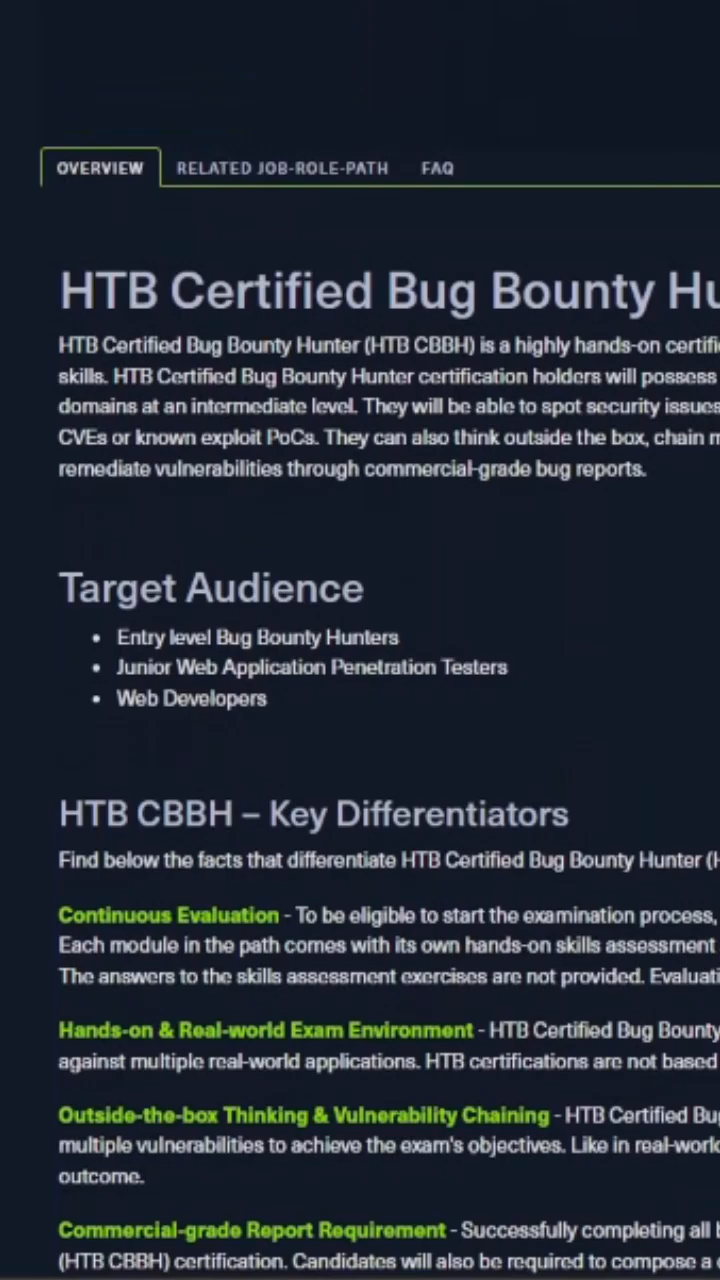 OVERVIEW RELATED JOB-ROLE-PATH FAQ
HTB Certified Bug Bounty Hu
HTB Certified Bug Bounty Hunter (HTB CBBH) is a highly hands-on certifi
skills. HTB Certified Bug Bounty Hunter certification holders will possess
domains at an intermediate level. They will be able to spot security issues
CVEs or known exploit PoCs. They can also think outside the box, chain m
remediate vulnerabilities through commercial-grade bug reports.
Target Audience
• Entry level Bug Bounty Hunters
• Junior Web Application Penetration Testers
• Web Developers
HTB CBBH – Key Differentiators
Find below the facts that differentiate HTB Certified Bug Bounty Hunter (H
Continuous Evaluation - To be eligible to start the examination process,
Each module in the path comes with its own hands-on skills assessment
The answers to the skills assessment exercises are not provided. Evaluati
Hands-on & Real-world Exam Environment - HTB Certified Bug Bounty
against multiple real-world applications. HTB certifications are not based
Outside-the-box Thinking & Vulnerability Chaining - HTB Certified Bug
multiple vulnerabilities to achieve the exam's objectives. Like in real-world
outcome.
Commercial-grade Report Requirement - Successfully completing all b
(HTB CBBH) certification. Candidates will also be required to compose a